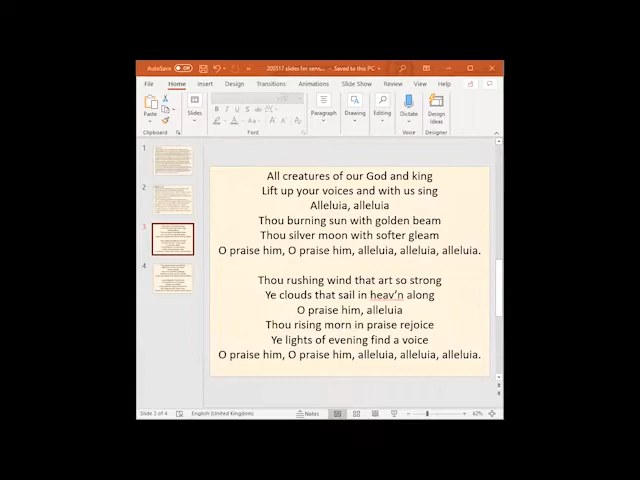 AutoSave
Off
200517 slides for sens... • Saved to this PC
File
Home
Insert
Design
Transitions
Animations
Slide Show
Review
View
Help
Paste
Slides
Paragraph
Drawing
Editing
Dictate
Design
Ideas
Clipboard
Font
Voice
Designer
1
2
3
4
All creatures of our God and king
Lift up your voices and with us sing
Alleluia, alleluia
Thou burning sun with golden beam
Thou silver moon with softer gleam
O praise him, O praise him, alleluia, alleluia, alleluia.
Thou rushing wind that art so strong
Ye clouds that sail in heav'n along
O praise him, alleluia
Thou rising morn in praise rejoice
Ye lights of evening find a voice
O praise him, O praise him, alleluia, alleluia, alleluia.
Slide 3 of 4
English (United Kingdom)
Notes
62%